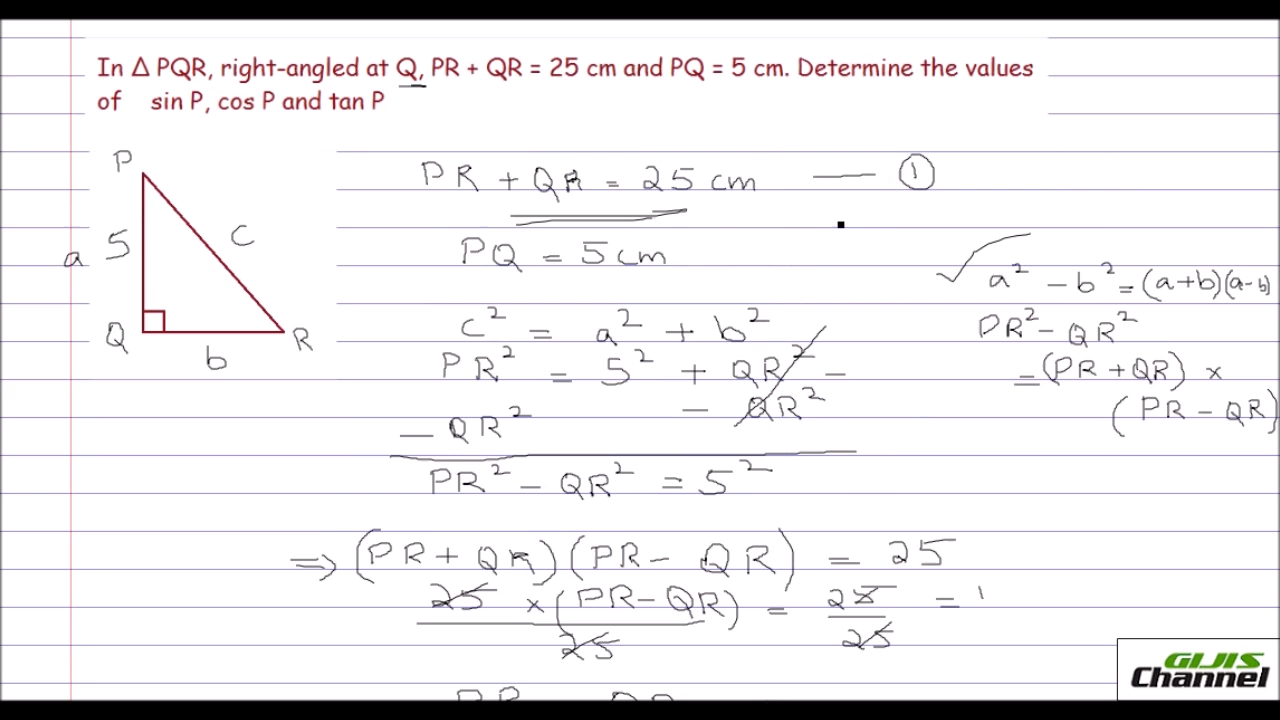 In Δ PQR, right-angled at Q, PR + QR = 25 cm and PQ = 5 cm. Determine the values
of sin P, cos P and tan P
P
5
a
C
Q
b
R
PR + QR = 25 cm —— ①
PQ = 5 cm
c² = a² + b²
PR² = 5² + QR² –
– QR² – QR²
PR² – QR² = 5²
✓ a² – b² = (a+b)(a–b)
PR² – QR²
= (PR + QR) ×
(PR – QR)
⇒ (PR + QR) (PR – QR) = 25
25 × (PR – QR) = 25 = 1
25 25
GIJIS
Channel